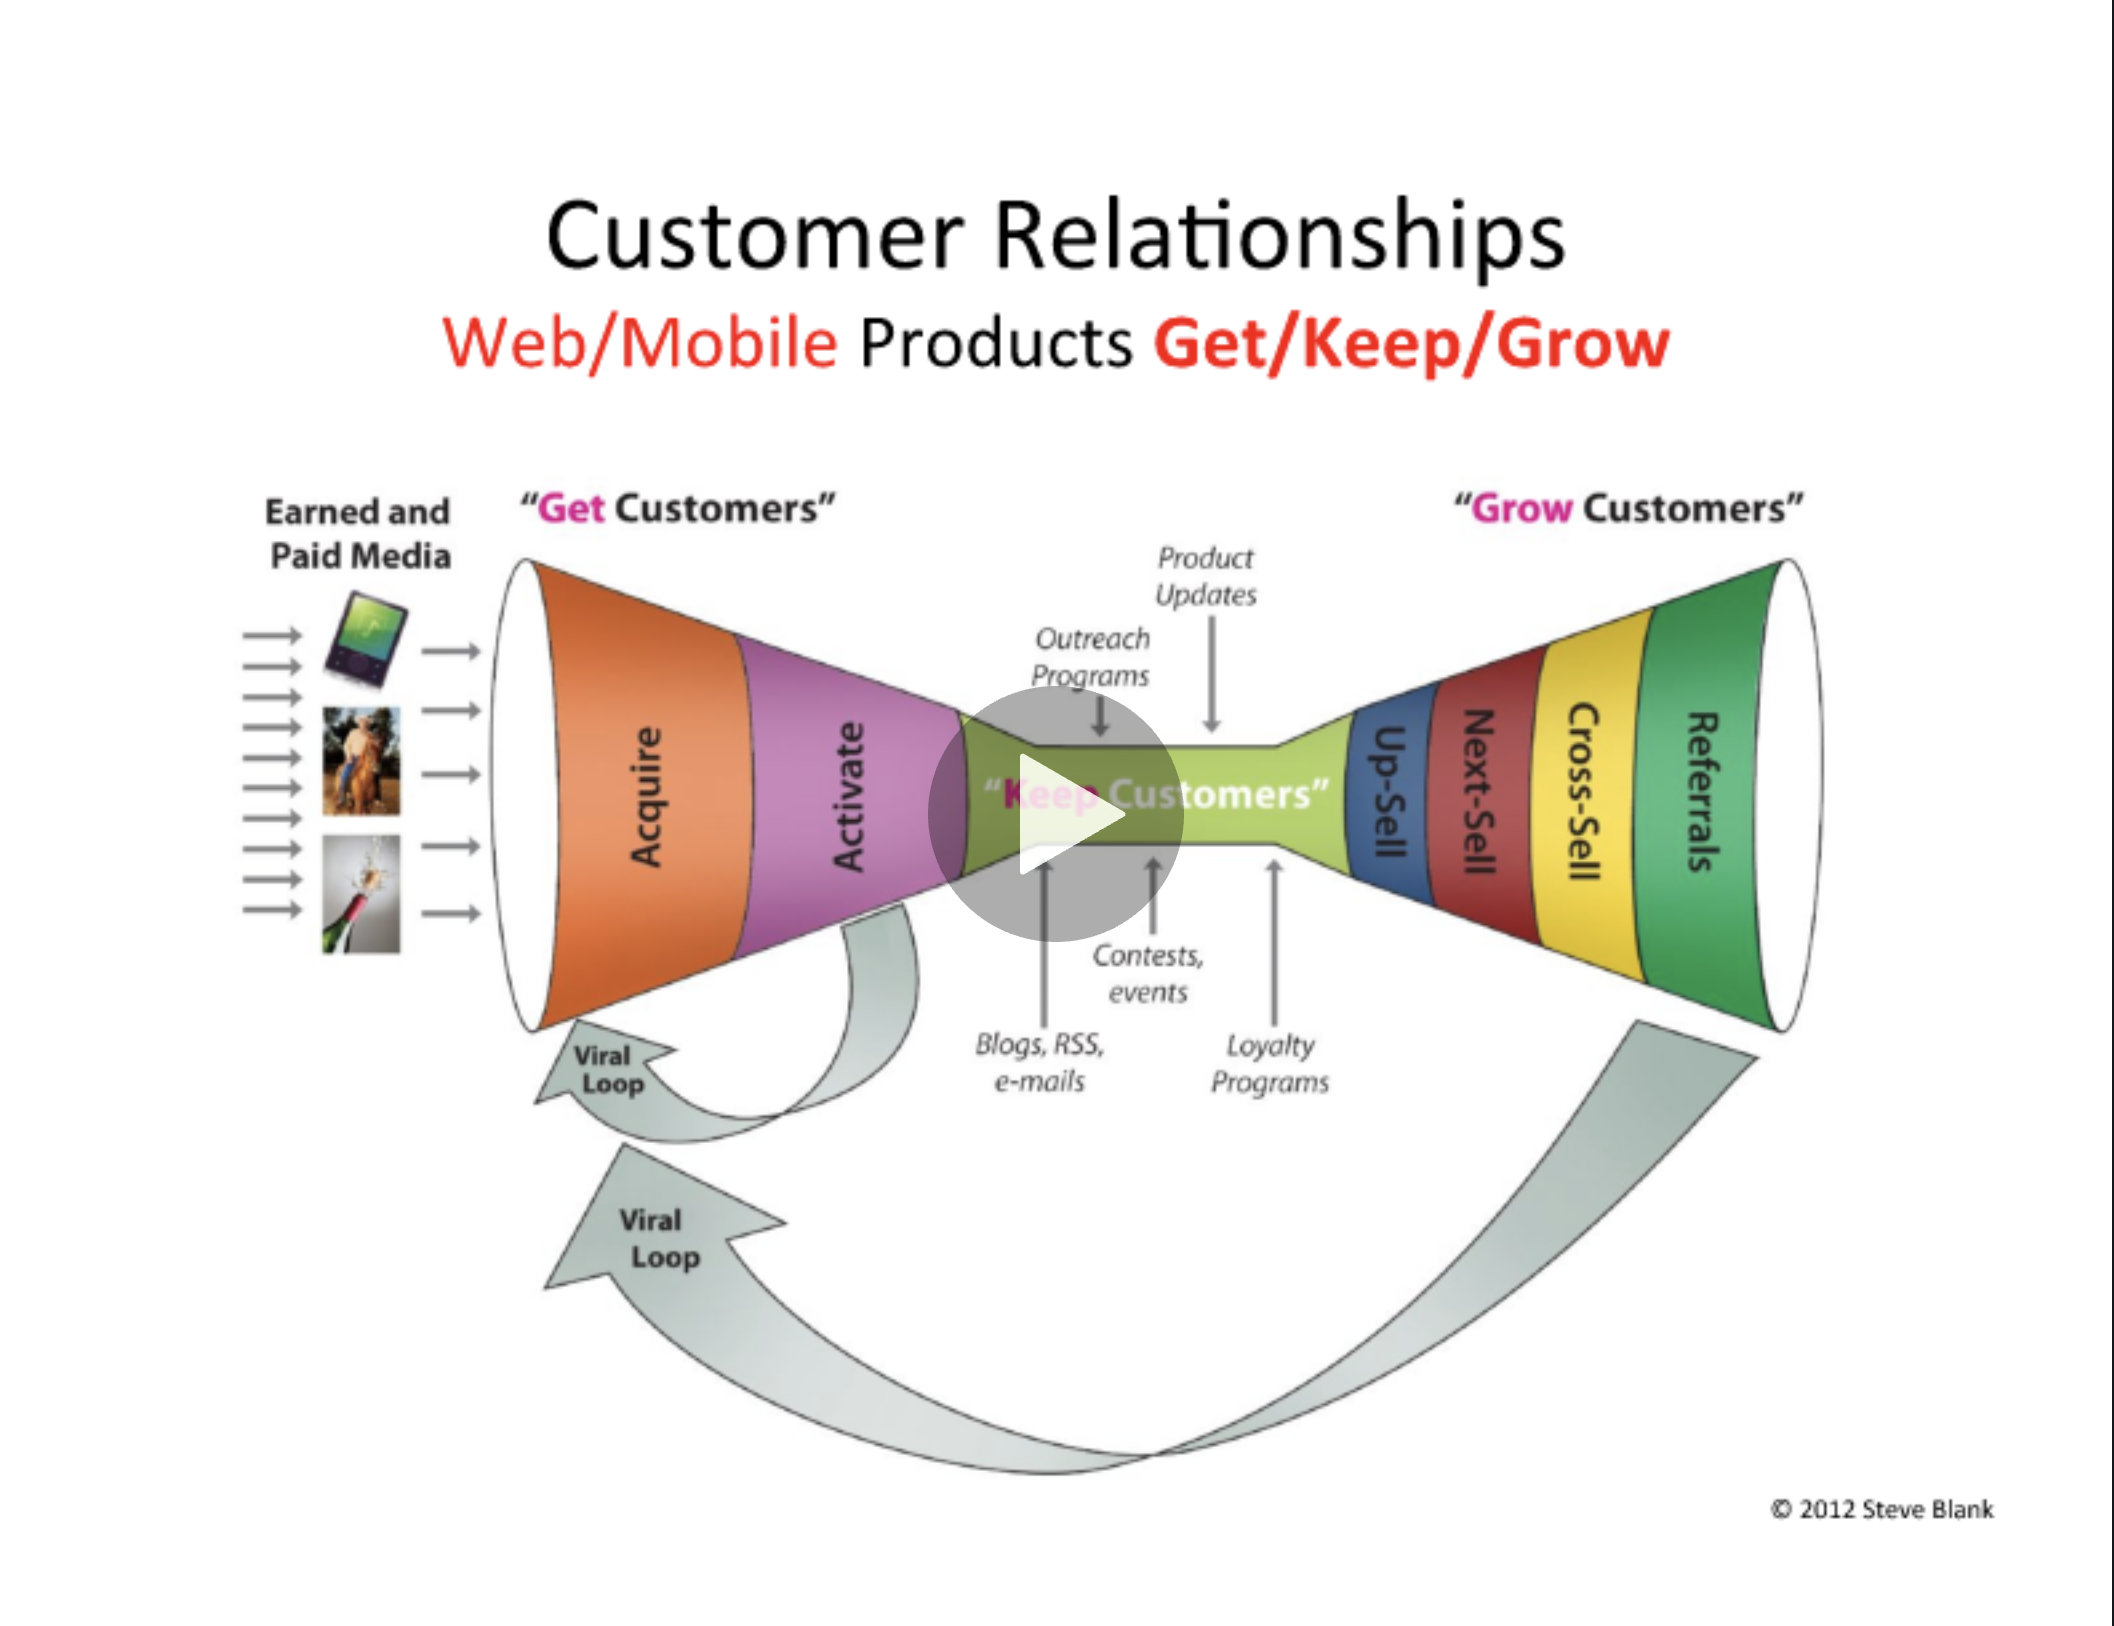 Customer Relationships
Web/Mobile Products Get/Keep/Grow
Earned and
Paid Media
“Get Customers”
“Grow Customers”
Product
Updates
Outreach
Programs
Acquire
Activate
“Keep Customers”
Up-Sell
Next-Sell
Cross-Sell
Referrals
Contests,
events
Blogs, RSS,
e-mails
Loyalty
Programs
Viral
Loop
Viral
Loop
© 2012 Steve Blank